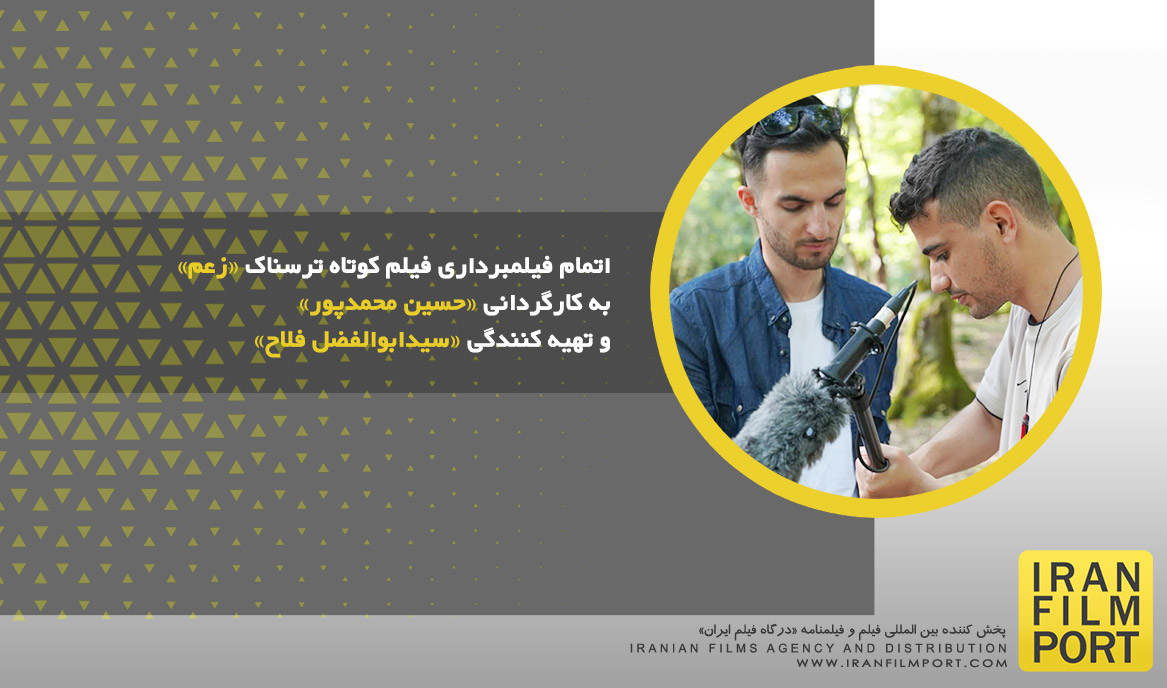 اتمام فیلمبرداری فیلم کوتاه ترسناک «زعم»
به کارگردانی «حسین محمدپور»
و تهیه کنندگی «سیدابوالفضل فلاح»
IRAN
FILM
PORT
پخش کننده بین المللی فیلم و فیلمنامه «درگاه فیلم ایران»
IRANIAN FILMS AGENCY AND DISTRIBUTION
WWW.IRANFILMPORT.COM